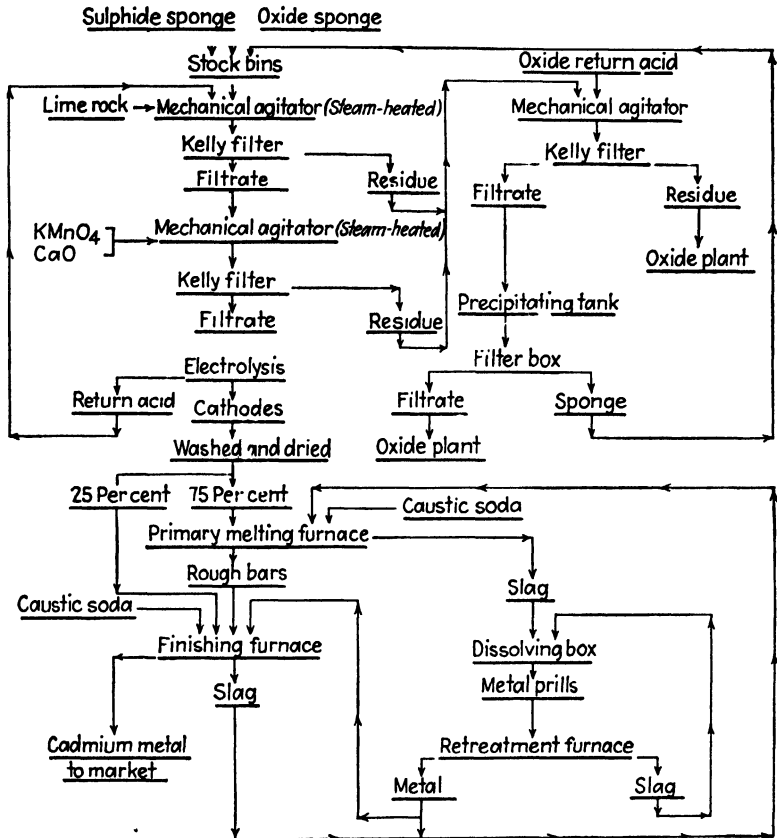 Sulphide sponge Oxide sponge
Stock bins
Oxide return acid
Lime rock
Mechanical agitator (Steam-heated)
Mechanical agitator
Kelly filter
Kelly filter
Filtrate
Residue
Filtrate
Residue
KMnO4
CaO
Mechanical agitator (Steam-heated)
Oxide plant
Kelly filter
Precipitating tank
Filtrate
Residue
Filter box
Electrolysis
Return acid
Cathodes
Filtrate
Sponge
Washed and dried
Oxide plant
25 Per cent
75 Per cent
Caustic soda
Primary melting furnace
Rough bars
Slag
Caustic soda
Finishing furnace
Dissolving box
Slag
Metal prills
Cadmium metal
to market
Retreatment furnace
Metal
Slag